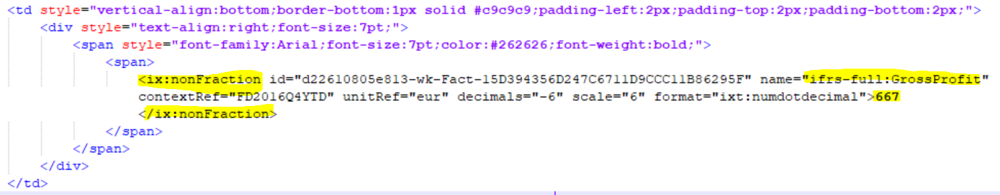 <td style="vertical-align:bottom;border-bottom:1px solid #c9c9c9;padding-left:2px;padding-top:2px;padding-bottom:2px;">
<div style="text-align:right;font-size:7pt;">
<span style="font-family:Arial;font-size:7pt;color:#262626;font-weight:bold;">
<span>
<ix:nonFraction id="d22610805e813-wk-Fact-15D394356D247C6711D9CCC11B86295F" name="ifrs-full:GrossProfit"
contextRef="FD2016Q4YTD" unitRef="eur" decimals="-6" scale="6" format="ixt:numdotdecimal">667
</ix:nonFraction>
</span>
</span>
</div>
</td>